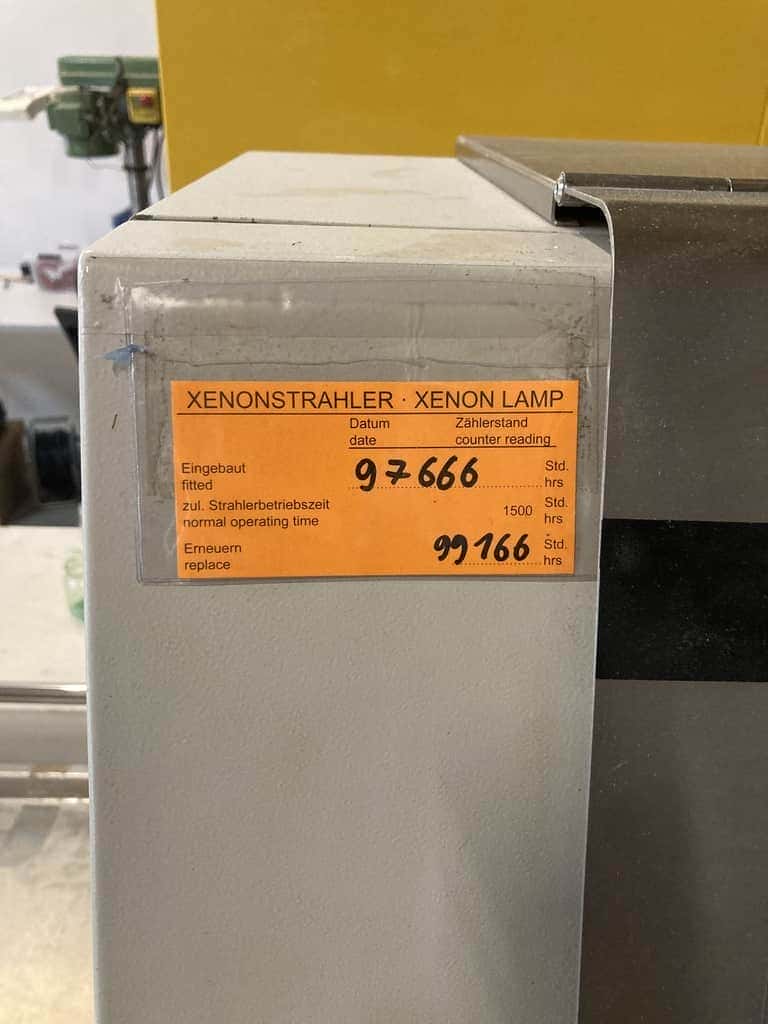 XENONSTRAHLER · XENON LAMP
Datum Zählerstand
date counter reading
Eingebaut 97666 Std.
fitted hrs
zul. Strahlerbetriebszeit 1500 Std.
normal operating time hrs
Erneuern 99166 Std.
replace hrs